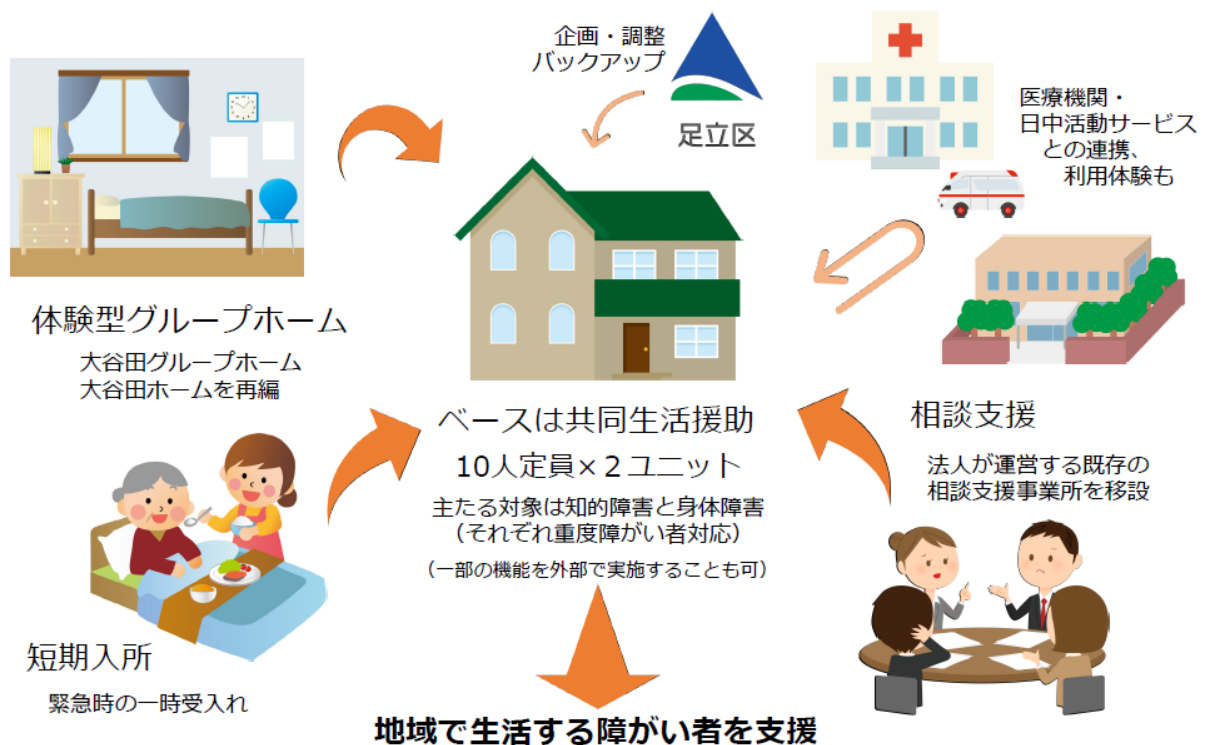 企画・調整
バックアップ
足立区
医療機関・
日中活動サービス
との連携、
利用体験も
体験型グループホーム
大谷田グループホーム
大谷田ホームを再編
ベースは共同生活援助
10人定員×２ユニット
主たる対象は知的障害と身体障害
（それぞれ重度障がい者対応）
（一部の機能を外部で実施することも可）
相談支援
法人が運営する既存の
相談支援事業所を移設
短期入所
緊急時の一時受入れ
地域で生活する障がい者を支援